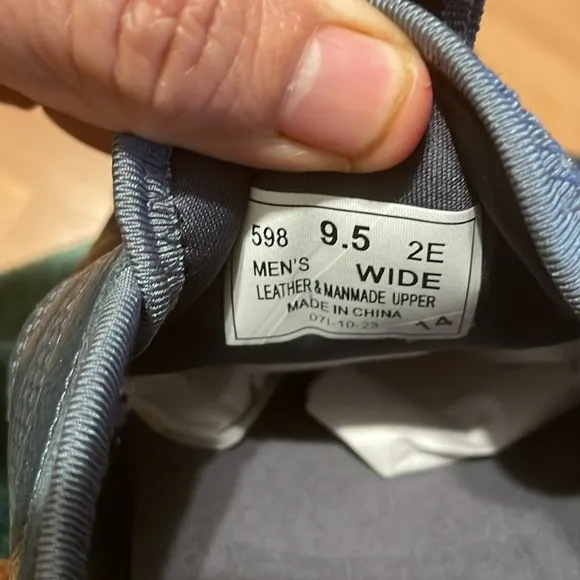 598 9.5 2E
MEN'S WIDE
LEATHER & MANMADE UPPER
MADE IN CHINA
07I-10-23 14